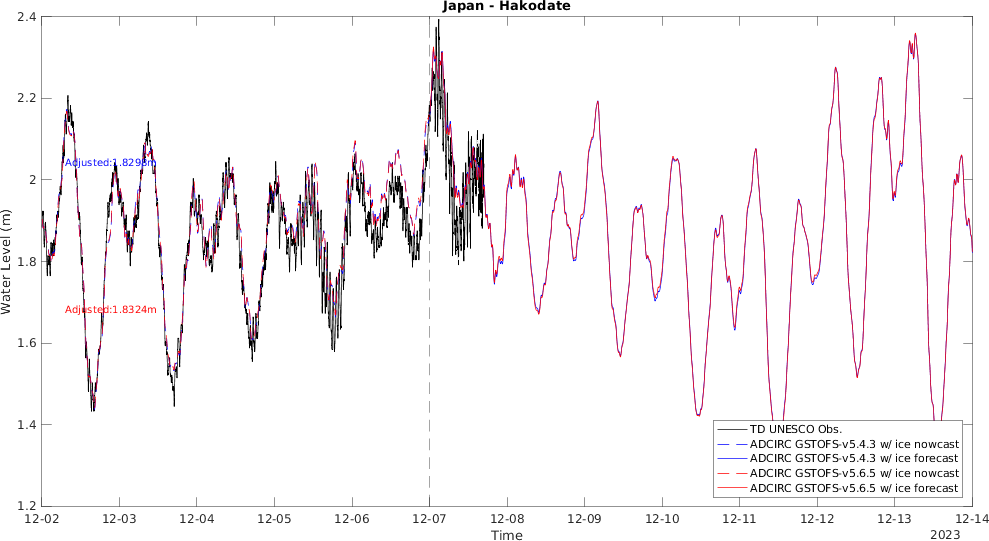 Japan - Hakodate
2.4
2.2
2
1.8
1.6
1.4
1.2
Water Level (m)
Adjusted:1.8298m
Adjusted:1.8324m
TD UNESCO Obs.
ADCIRC GSTOFS-v5.4.3 w/ ice nowcast
ADCIRC GSTOFS-v5.4.3 w/ ice forecast
ADCIRC GSTOFS-v5.6.5 w/ ice nowcast
ADCIRC GSTOFS-v5.6.5 w/ ice forecast
12-02 12-03 12-04 12-05 12-06 12-07 12-08 12-09 12-10 12-11 12-12 12-13 12-14
Time
2023